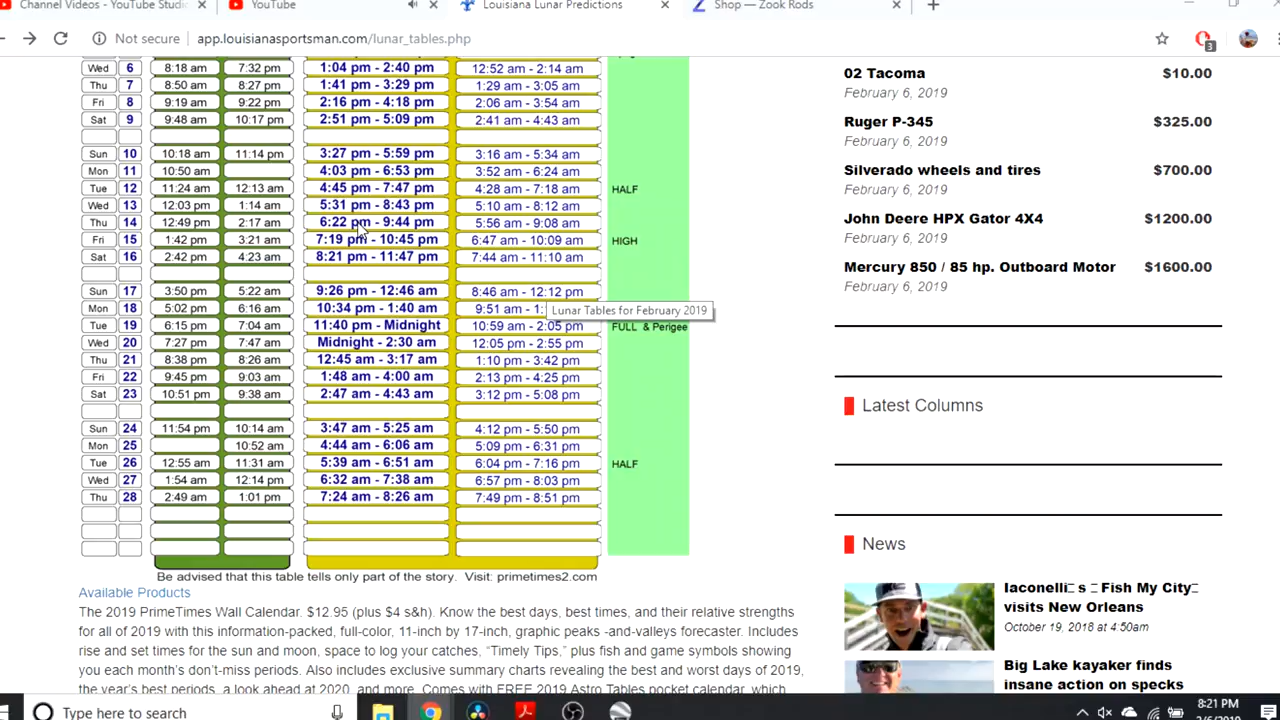 Channel Videos - YouTube Studio
YouTube
Louisiana Lunar Predictions
Shop — Zook Rods
Not secure
app.louisianasportsman.com/lunar_tables.php
3
Wed 6 8:18 am 7:32 pm 1:04 pm - 2:40 pm 12:52 am - 2:14 am
Thu 7 8:50 am 8:27 pm 1:41 pm - 3:29 pm 1:29 am - 3:05 am
Fri 8 9:19 am 9:22 pm 2:16 pm - 4:18 pm 2:06 am - 3:54 am
Sat 9 9:48 am 10:17 pm 2:51 pm - 5:09 pm 2:41 am - 4:43 am
Sun 10 10:18 am 11:14 pm 3:27 pm - 5:59 pm 3:16 am - 5:34 am
Mon 11 10:50 am 4:03 pm - 6:53 pm 3:52 am - 6:24 am
Tue 12 11:24 am 12:13 am 4:45 pm - 7:47 pm 4:28 am - 7:18 am HALF
Wed 13 12:03 pm 1:14 am 5:31 pm - 8:43 pm 5:10 am - 8:12 am
Thu 14 12:49 pm 2:17 am 6:22 pm - 9:44 pm 5:56 am - 9:08 am
Fri 15 1:42 pm 3:21 am 7:19 pm - 10:45 pm 6:47 am - 10:09 am HIGH
Sat 16 2:42 pm 4:23 am 8:21 pm - 11:47 pm 7:44 am - 11:10 am
Sun 17 3:50 pm 5:22 am 9:26 pm - 12:46 am 8:46 am - 12:12 pm
Mon 18 5:02 pm 6:16 am 10:34 pm - 1:40 am 9:51 am - 1:
Lunar Tables for February 2019
Tue 19 6:15 pm 7:04 am 11:40 pm - Midnight 10:59 am - 2:05 pm FULL & Perigee
Wed 20 7:27 pm 7:47 am Midnight - 2:30 am 12:05 pm - 2:55 pm
Thu 21 8:38 pm 8:26 am 12:45 am - 3:17 am 1:10 pm - 3:42 pm
Fri 22 9:45 pm 9:03 am 1:48 am - 4:00 am 2:13 pm - 4:25 pm
Sat 23 10:51 pm 9:38 am 2:47 am - 4:43 am 3:12 pm - 5:08 pm
Sun 24 11:54 pm 10:14 am 3:47 am - 5:25 am 4:12 pm - 5:50 pm
Mon 25 10:52 am 4:44 am - 6:06 am 5:09 pm - 6:31 pm
Tue 26 12:55 am 11:31 am 5:39 am - 6:51 am 6:04 pm - 7:16 pm HALF
Wed 27 1:54 am 12:14 pm 6:32 am - 7:38 am 6:57 pm - 8:03 pm
Thu 28 2:49 am 1:01 pm 7:24 am - 8:26 am 7:49 pm - 8:51 pm
Be advised that this table tells only part of the story. Visit: primetimes2.com
Available Products
The 2019 PrimeTimes Wall Calendar. $12.95 (plus $4 s&h). Know the best days, best times, and their relative strengths
for all of 2019 with this information-packed, full-color, 11-inch by 17-inch, graphic peaks -and-valleys forecaster. Includes
rise and set times for the sun and moon, space to log your catches, "Timely Tips," plus fish and game symbols showing
you each month's don't-miss periods. Also includes exclusive summary charts revealing the best and worst days of 2019,
the year's best periods, a look ahead at 2020, and more. Comes with FREE 2019 Astro Tables pocket calendar, which
02 Tacoma $10.00
February 6, 2019
Ruger P-345 $325.00
February 6, 2019
Silverado wheels and tires $700.00
February 6, 2019
John Deere HPX Gator 4X4 $1200.00
February 6, 2019
Mercury 850 / 85 hp. Outboard Motor $1600.00
February 6, 2019
Latest Columns
News
Iaconelli_ s _ Fish My City_
visits New Orleans
October 19, 2018 at 4:50am
Big Lake kayaker finds
insane action on specks
Type here to search
8:21 PM